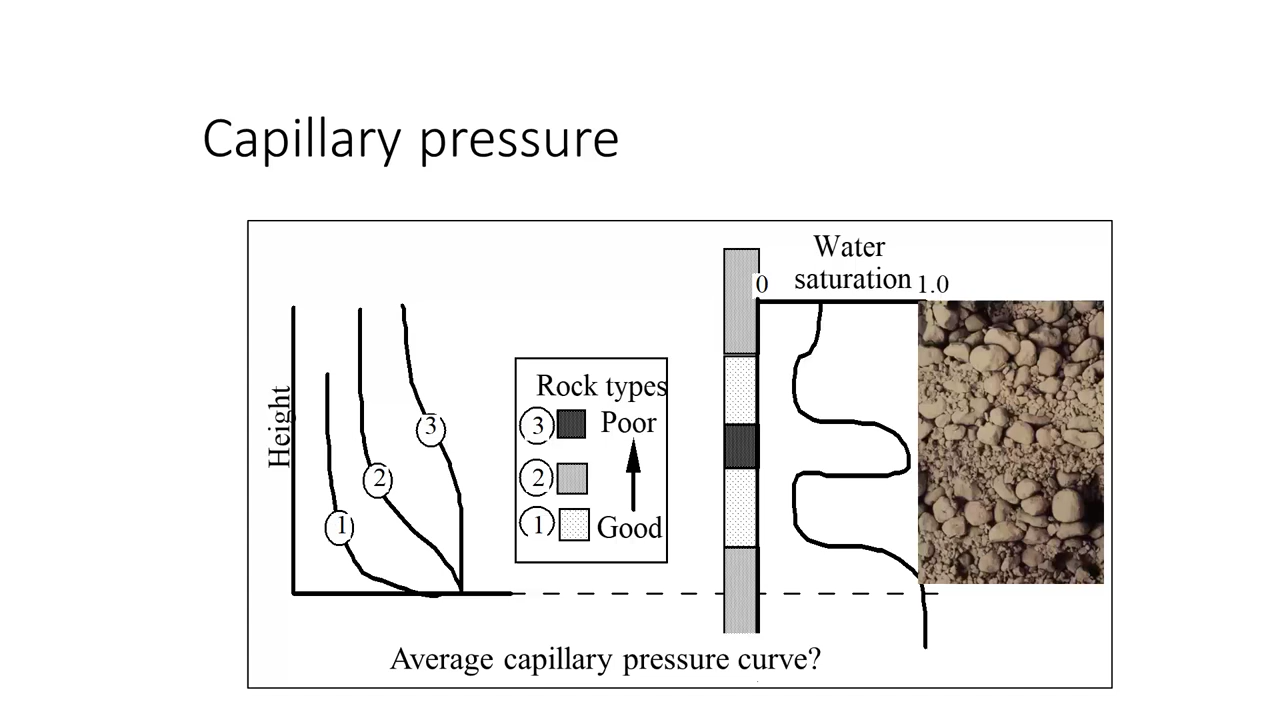 Capillary pressure
Water
saturation
0
1.0
Height
3
2
1
Rock types
3
Poor
2
1
Good
Average capillary pressure curve?